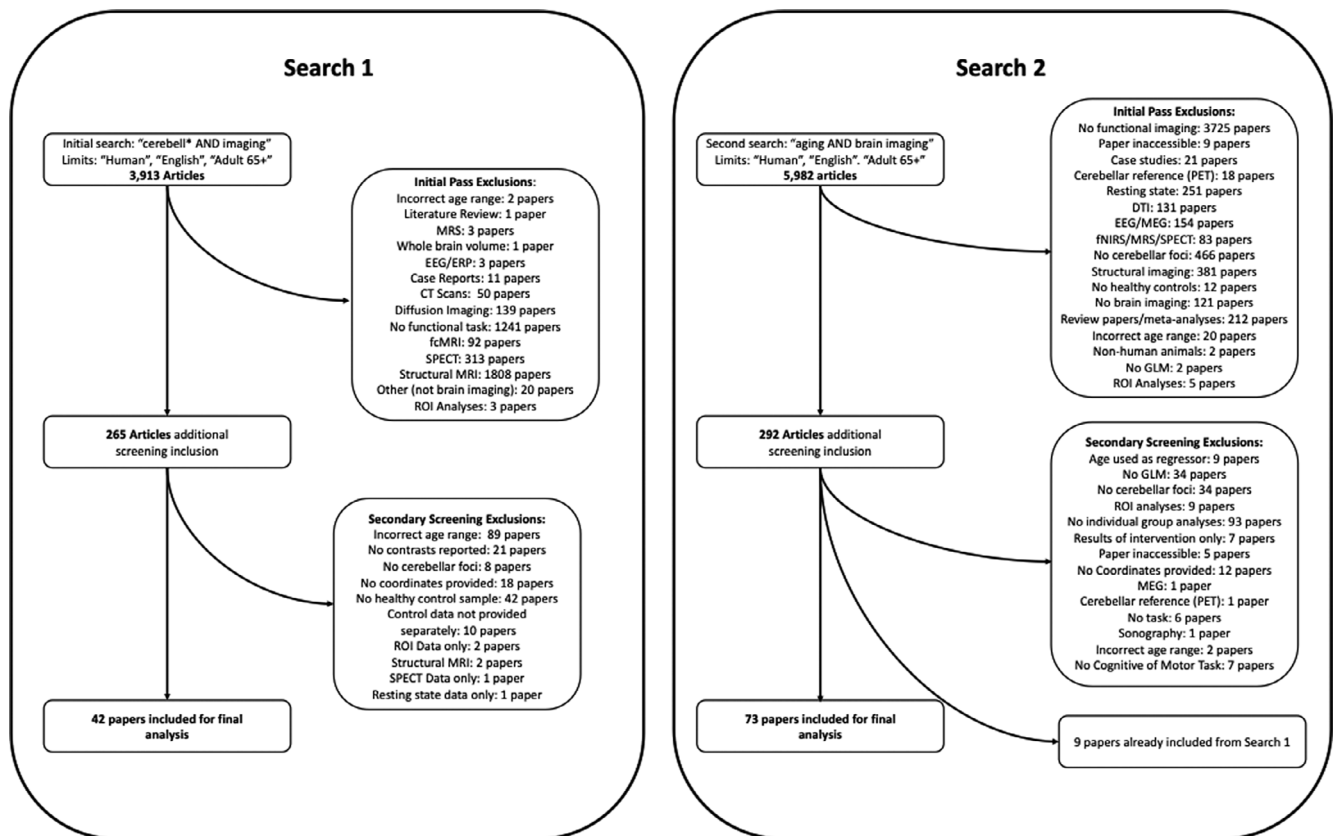 Search 1
Initial search: “cerebell* AND imaging”
Limits: “Human”, “English”, “Adult 65+”
3,913 Articles
Initial Pass Exclusions:
Incorrect age range: 2 papers
Literature Review: 1 paper
MRS: 3 papers
Whole brain volume: 1 paper
EEG/ERP: 3 papers
Case Reports: 11 papers
CT Scans: 50 papers
Diffusion Imaging: 139 papers
No functional task: 1241 papers
fcMRI: 92 papers
SPECT: 313 papers
Structural MRI: 1808 papers
Other (not brain imaging): 20 papers
ROI Analyses: 3 papers
265 Articles additional
screening inclusion
Secondary Screening Exclusions:
Incorrect age range: 89 papers
No contrasts reported: 21 papers
No cerebellar foci: 8 papers
No coordinates provided: 18 papers
No healthy control sample: 42 papers
Control data not provided
separately: 10 papers
ROI Data only: 2 papers
Structural MRI: 2 papers
SPECT Data only: 1 paper
Resting state data only: 1 paper
42 papers included for final
analysis
Search 2
Second search: “aging AND brain imaging”
Limits: “Human”, “English”. “Adult 65+”
5,982 articles
Initial Pass Exclusions:
No functional imaging: 3725 papers
Paper inaccessible: 9 papers
Case studies: 21 papers
Cerebellar reference (PET): 18 papers
Resting state: 251 papers
DTI: 131 papers
EEG/MEG: 154 papers
fNIRS/MRS/SPECT: 83 papers
No cerebellar foci: 466 papers
Structural imaging: 381 papers
No healthy controls: 12 papers
No brain imaging: 121 papers
Review papers/meta-analyses: 212 papers
Incorrect age range: 20 papers
Non-human animals: 2 papers
No GLM: 2 papers
ROI Analyses: 5 papers
292 Articles additional
screening inclusion
Secondary Screening Exclusions:
Age used as regressor: 9 papers
No GLM: 34 papers
No cerebellar foci: 34 papers
ROI analyses: 9 papers
No individual group analyses: 93 papers
Results of intervention only: 7 papers
Paper inaccessible: 5 papers
No Coordinates provided: 12 papers
MEG: 1 paper
Cerebellar reference (PET): 1 paper
No task: 6 papers
Sonography: 1 paper
Incorrect age range: 2 papers
No Cognitive of Motor Task: 7 papers
73 papers included for final
analysis
9 papers already included from Search 1